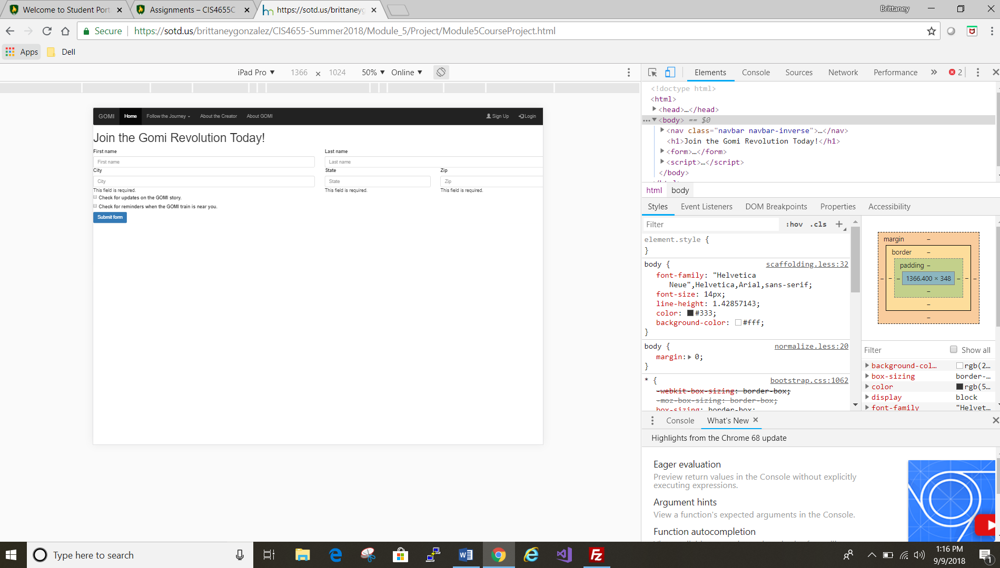 Welcome to Student Port
Assignments – CIS4655C
https://sotd.us/brittaneyg
Brittaney
Secure
https://sotd.us/brittaneygonzalez/CIS4655-Summer2018/Module_5/Project/Module5CourseProject.html
Apps
Dell
iPad Pro ▼ 1366 × 1024 50% ▼ Online ▼
GOMI Home Follow the Journey About the Creator About GOMI Sign Up Login
Join the Gomi Revolution Today!
First name Last name
First name Last name
City State Zip
City State Zip
This field is required. This field is required. This field is required.
Check for updates on the GOMI story.
Check for reminders when the GOMI train is near you.
Submit form
Elements Console Sources Network Performance » 2
<!doctype html>
<html>
<head>…</head>
<body> == $0
<nav class="navbar navbar-inverse">…</nav>
<h1>Join the Gomi Revolution Today!</h1>
<form>…</form>
<script>…</script>
</body>
html body
Styles Event Listeners DOM Breakpoints Properties Accessibility
Filter :hov .cls +
element.style {
}
body { scaffolding.less:32
font-family: "Helvetica
Neue",Helvetica,Arial,sans-serif;
font-size: 14px;
line-height: 1.42857143;
color: #333;
background-color: #fff;
}
body { normalize.less:20
margin: 0;
}
* { bootstrap.css:1062
-webkit-box-sizing: border-box;
-moz-box-sizing: border-box;
box-sizing: border-box;
margin –
border –
padding –
– – – 1366.400 × 348 – – –
–
–
–
Filter Show all
background-col… rgb(2…
box-sizing border-…
color rgb(5…
display block
font-family "Helvet…
Console What's New ×
Highlights from the Chrome 68 update
Eager evaluation
Preview return values in the Console without explicitly
executing expressions.
Argument hints
View a function's expected arguments in the Console.
Function autocompletion
Type here to search
1:16 PM
9/9/2018
1